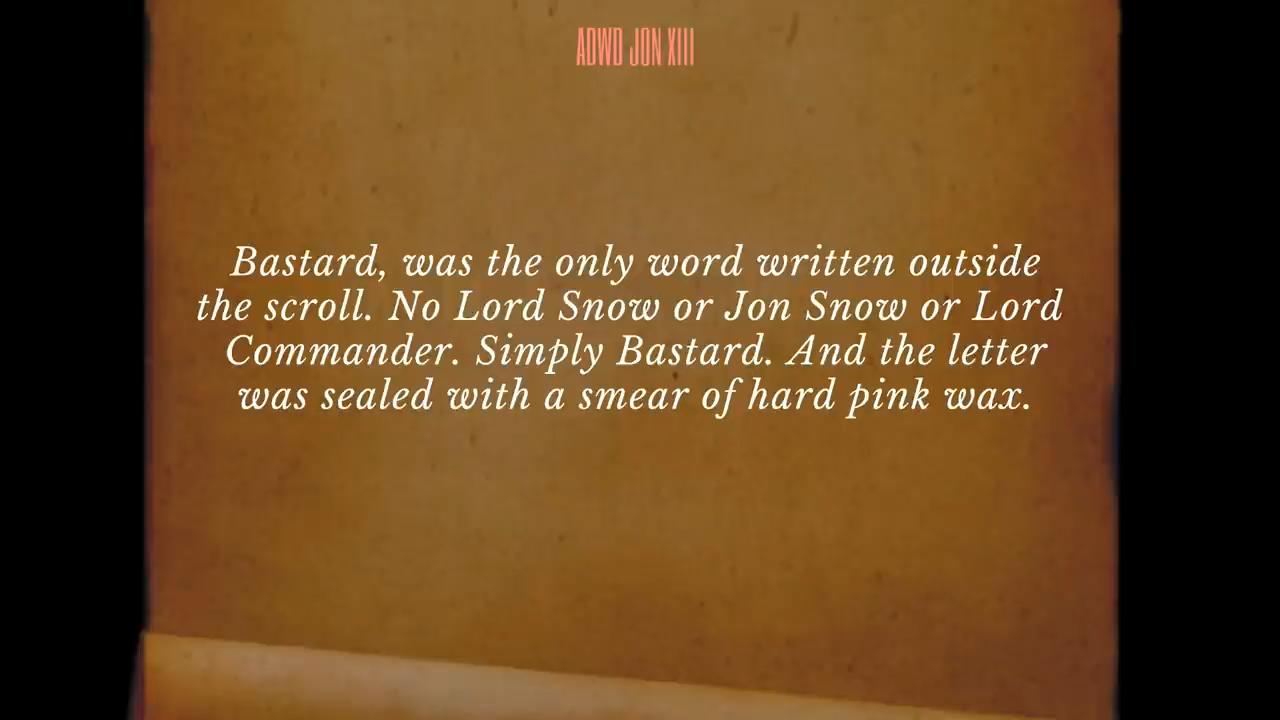 ADWD JON XIII
Bastard, was the only word written outside
the scroll. No Lord Snow or Jon Snow or Lord
Commander. Simply Bastard. And the letter
was sealed with a smear of hard pink wax.